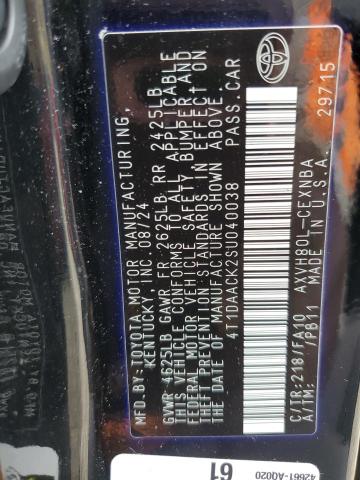 MFD.BY:TOYOTA MOTOR MANUFACTURING,
KENTUCKY, INC. 08/24
GVWR 4625LB GAWR FR 2625LB RR 2425LB
THIS VEHICLE CONFORMS TO ALL APPLICABLE
FEDERAL MOTOR VEHICLE SAFETY, BUMPER, AND
THEFT PREVENTION STANDARDS IN EFFECT ON
THE DATE OF MANUFACTURE SHOWN ABOVE.
4T1DAACK2SU040038 PASS.CAR
C/TR:218/FA10 AXVH80L-CEXNBA
A/TM: /PB11 MADE IN U.S.A.
29715
42661-AQ020
61